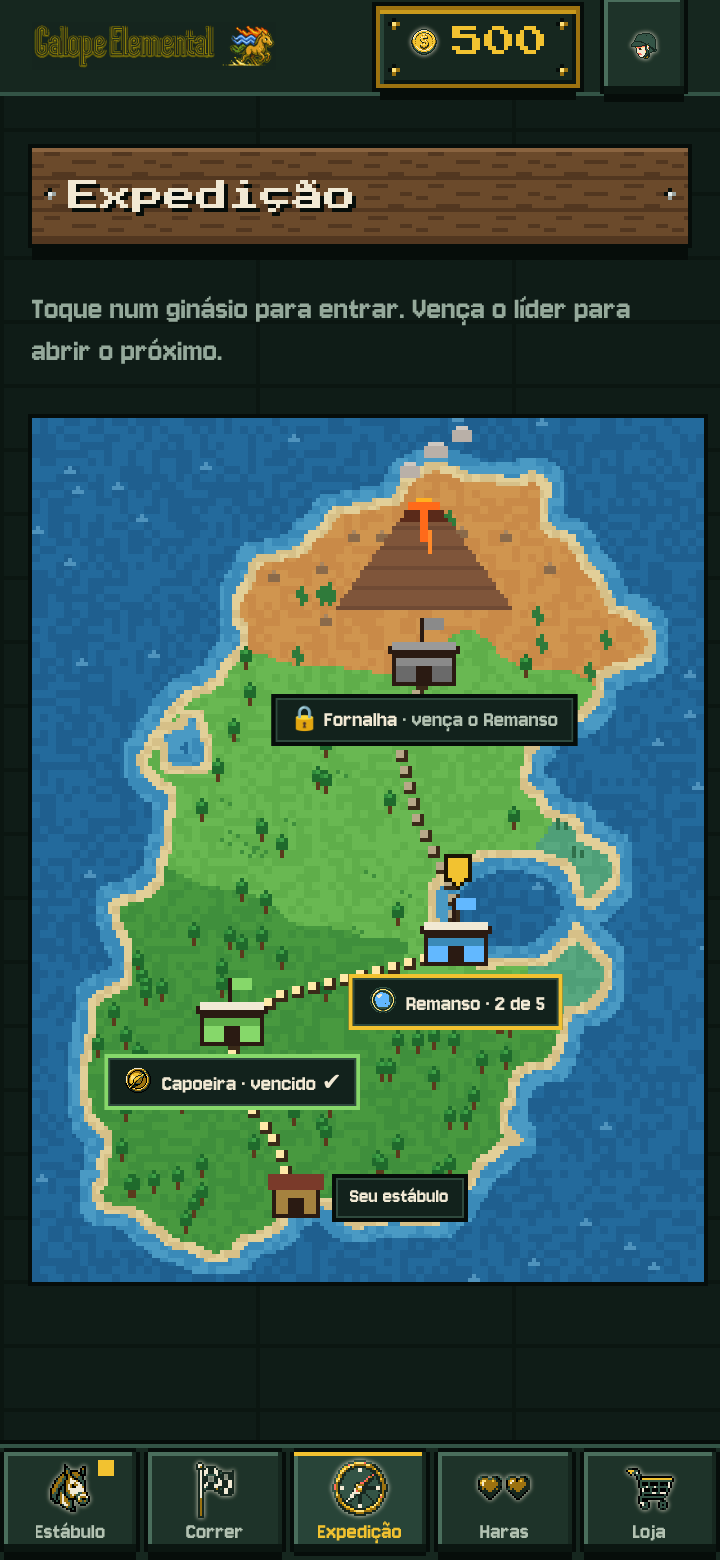 Galope Elemental
500
Expedição
Toque num ginásio para entrar. Vença o líder para
abrir o próximo.
Fornalha · vença o Remanso
Remanso · 2 de 5
Capoeira · vencido ✔
Seu estábulo
Estábulo
Correr
Expedição
Haras
Loja